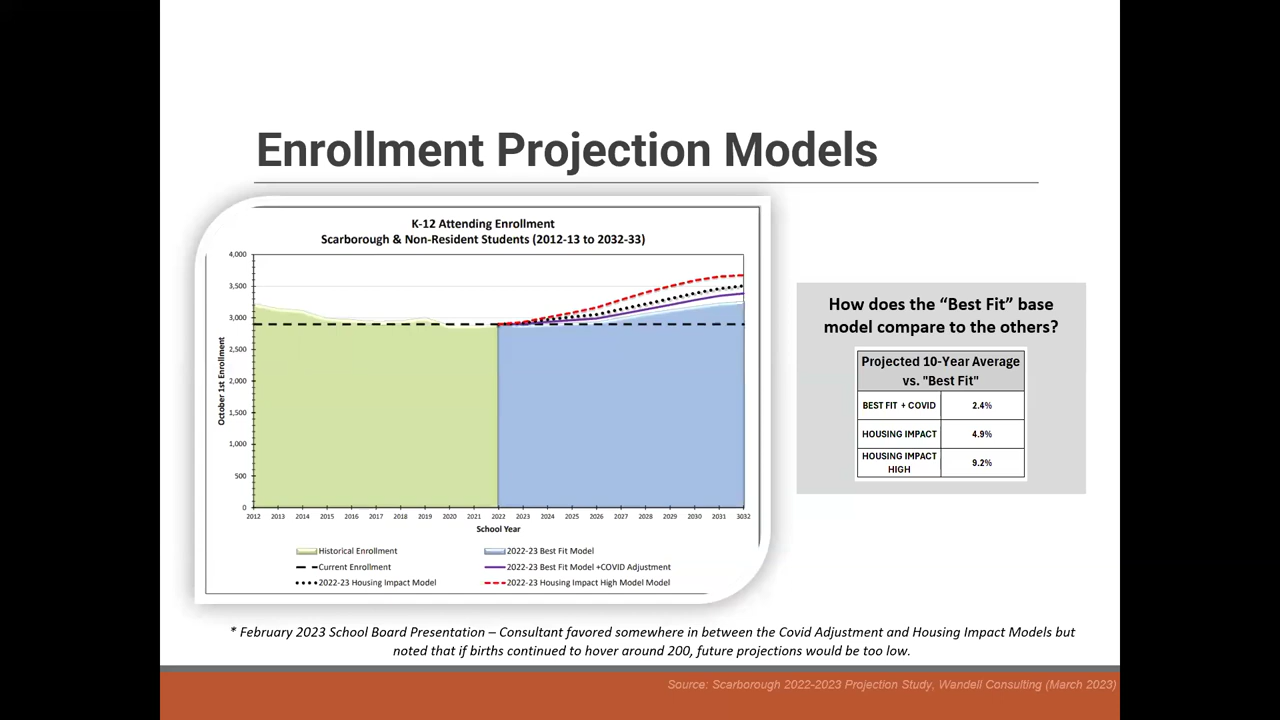 Enrollment Projection Models
K-12 Attending Enrollment
Scarborough & Non-Resident Students (2012-13 to 2032-33)
4,000
3,500
3,000
2,500
2,000
1,500
1,000
500
0
October 1st Enrollment
2012 2013 2014 2015 2016 2017 2018 2019 2020 2021 2022 2023 2024 2025 2026 2027 2028 2029 2030 2031 3032
School Year
Historical Enrollment
2022-23 Best Fit Model
Current Enrollment
2022-23 Best Fit Model +COVID Adjustment
2022-23 Housing Impact Model
2022-23 Housing Impact High Model Model
How does the “Best Fit” base
model compare to the others?
Projected 10-Year Average
vs. "Best Fit"
BEST FIT + COVID 2.4%
HOUSING IMPACT 4.9%
HOUSING IMPACT
HIGH 9.2%
* February 2023 School Board Presentation – Consultant favored somewhere in between the Covid Adjustment and Housing Impact Models but
noted that if births continued to hover around 200, future projections would be too low.
Source: Scarborough 2022-2023 Projection Study, Wandell Consulting (March 2023)